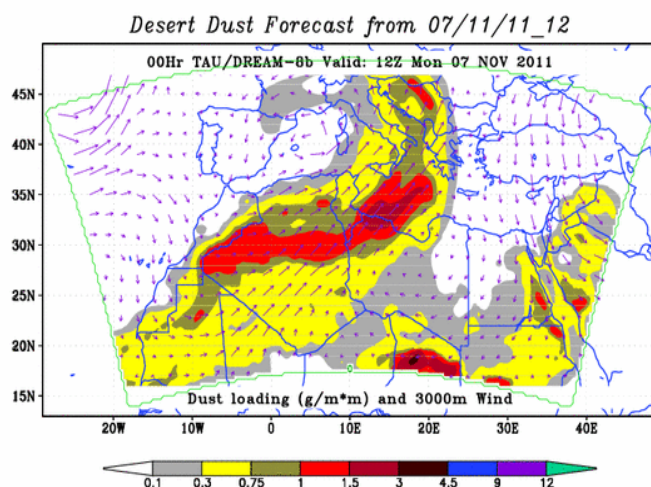 Desert Dust Forecast from 07/11/11_12
00Hr TAU/DREAM-8b Valid: 12Z Mon 07 NOV 2011
45N
40N
35N
30N
25N
20N
15N
0
Dust loading (g/m*m) and 3000m Wind
20W 10W 0 10E 20E 30E 40E
0.1 0.3 0.75 1 1.5 3 4.5 9 12